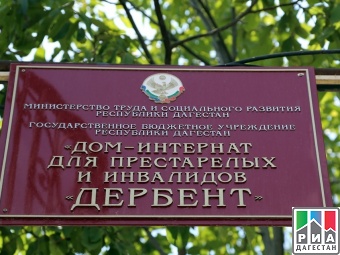 МИНИСТЕРСТВО ТРУДА И СОЦИАЛЬНОГО РАЗВИТИЯ
РЕСПУБЛИКИ ДАГЕСТАН
ГОСУДАРСТВЕННОЕ БЮДЖЕТНОЕ УЧРЕЖДЕНИЕ
РЕСПУБЛИКИ ДАГЕСТАН
«ДОМ-ИНТЕРНАТ
ДЛЯ ПРЕСТАРЕЛЫХ
И ИНВАЛИДОВ
«ДЕРБЕНТ»
РИА
ДАГЕСТАН